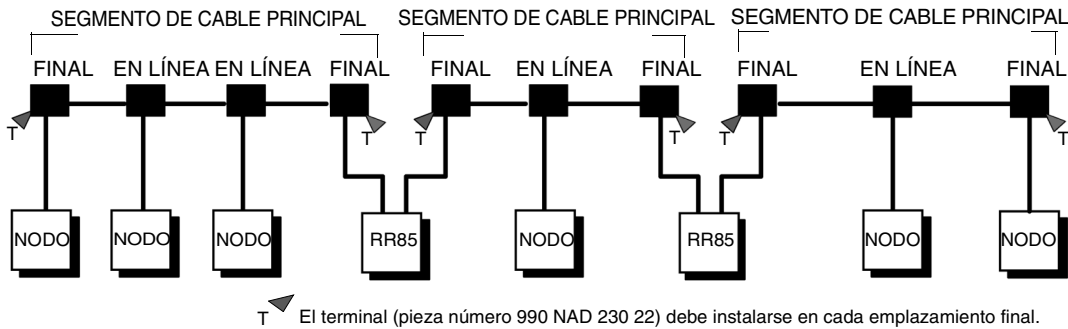 SEGMENTO DE CABLE PRINCIPAL SEGMENTO DE CABLE PRINCIPAL SEGMENTO DE CABLE PRINCIPAL
FINAL EN LÍNEA EN LÍNEA FINAL FINAL EN LÍNEA FINAL FINAL EN LÍNEA FINAL
T T T T T T
NODO NODO NODO RR85 NODO RR85 NODO NODO
T El terminal (pieza número 990 NAD 230 22) debe instalarse en cada emplazamiento final.